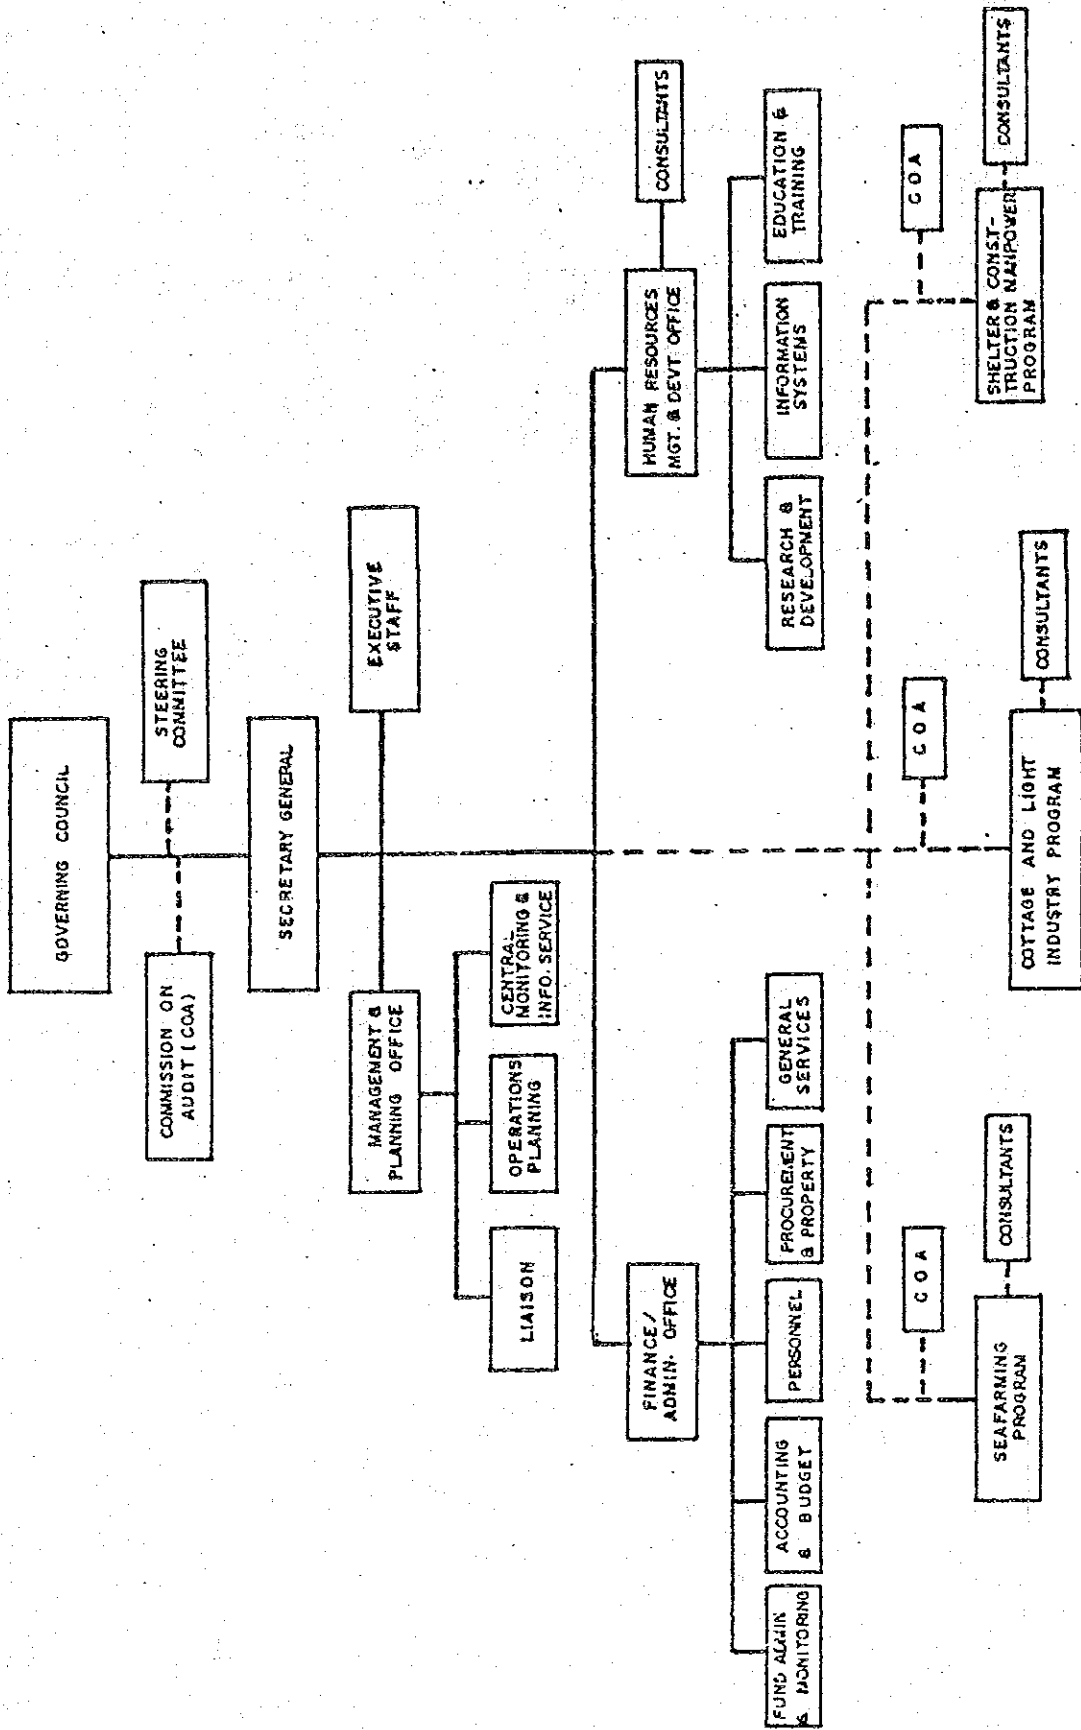 GOVERNING COUNCIL
STEERING
COMMITTEE
COMMISSION ON
AUDIT (COA)
SECRETARY GENERAL
EXECUTIVE
STAFF
MANAGEMENT &
PLANNING OFFICE
LIAISON
OPERATIONS
PLANNING
CENTRAL
MONITORING &
INFO. SERVICE
FINANCE/
ADMIN. OFFICE
HUMAN RESOURCES
MGT. & DEVT OFFICE
CONSULTANTS
FUND ADMIN
& MONITORING
ACCOUNTING
& BUDGET
PERSONNEL
PROCUREMENT
& PROPERTY
GENERAL
SERVICES
RESEARCH &
DEVELOPMENT
INFORMATION
SYSTEMS
EDUCATION &
TRAINING
COA
COA
COA
SEAFARMING
PROGRAM
CONSULTANTS
COTTAGE AND LIGHT
INDUSTRY PROGRAM
CONSULTANTS
SHELTER & CONST-
TRUCTION MANPOWER
PROGRAM
CONSULTANTS